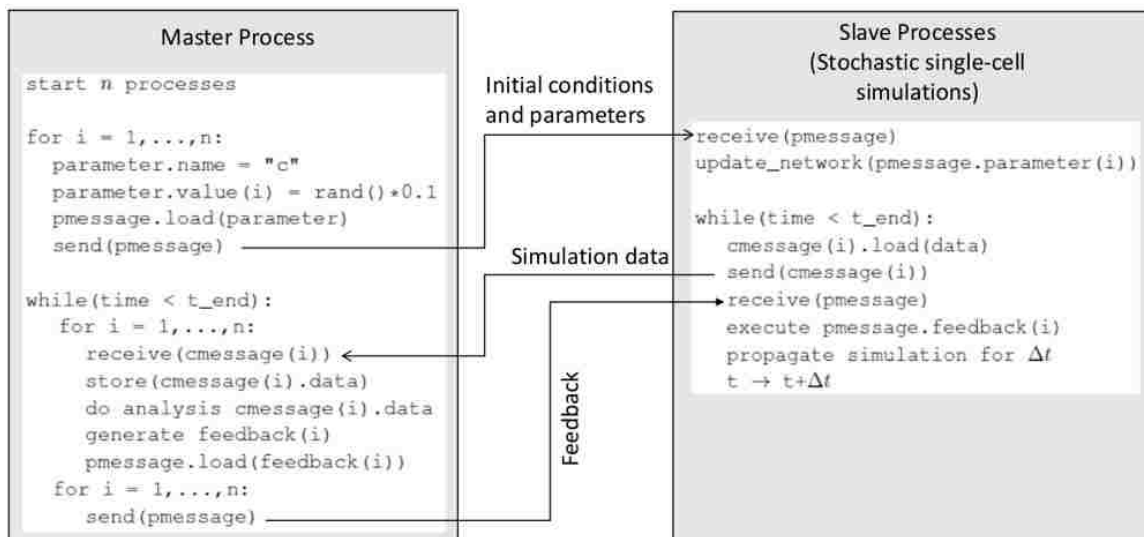 Master Process
start n processes
for i = 1,...,n:
parameter.name = "c"
parameter.value(i) = rand()*0.1
pmessage.load(parameter)
send(pmessage)
while(time < t_end):
for i = 1,...,n:
receive(cmessage(i))
store(cmessage(i).data)
do analysis cmessage(i).data
generate feedback(i)
pmessage.load(feedback(i))
for i = 1,...,n:
send(pmessage)
Initial conditions
and parameters
Simulation data
Feedback
Slave Processes
(Stochastic single-cell
simulations)
receive(pmessage)
update_network(pmessage.parameter(i))
while(time < t_end):
cmessage(i).load(data)
send(cmessage(i))
receive(pmessage)
execute pmessage.feedback(i)
propagate simulation for Δt
t → t+Δt